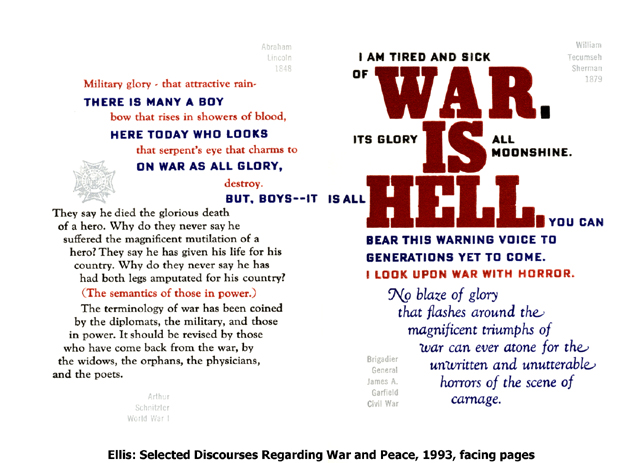 Abraham
Lincoln
1848
Military glory - that attractive rain-
THERE IS MANY A BOY
bow that rises in showers of blood,
HERE TODAY WHO LOOKS
that serpent's eye that charms to
ON WAR AS ALL GLORY,
destroy.
BUT, BOYS--IT IS ALL
They say he died the glorious death
of a hero. Why do they never say he
suffered the magnificent mutilation of a
hero? They say he has given his life for his
country. Why do they never say he has
had both legs amputated for his country?
(The semantics of those in power.)
The terminology of war has been coined
by the diplomats, the military, and those
in power. It should be revised by those
who have come back from the war, by
the widows, the orphans, the physicians,
and the poets.
Arthur
Schnitzler
World War I
William
Tecumseh
Sherman
1879
I AM TIRED AND SICK
OF WAR.
ITS GLORY IS ALL
MOONSHINE.
HELL. YOU CAN
BEAR THIS WARNING VOICE TO
GENERATIONS YET TO COME.
I LOOK UPON WAR WITH HORROR.
No blaze of glory
that flashes around the
magnificent triumphs of
war can ever atone for the
unwritten and unutterable
horrors of the scene of
carnage.
Brigadier
General
James A.
Garfield
Civil War
Ellis: Selected Discourses Regarding War and Peace, 1993, facing pages